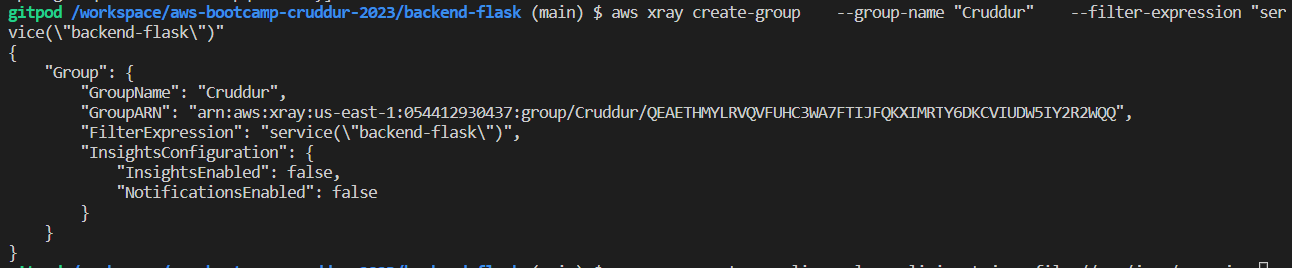 gitpod /workspace/aws-bootcamp-cruddur-2023/backend-flask (main) $ aws xray create-group    --group-name "Cruddur"    --filter-expression "ser
vice(\"backend-flask\")"
{
    "Group": {
        "GroupName": "Cruddur",
        "GroupARN": "arn:aws:xray:us-east-1:054412930437:group/Cruddur/QEAETHMYLRVQVFUHC3WA7FTIJFQKXIMRTY6DKCVIUDW5IY2R2WQQ",
        "FilterExpression": "service(\"backend-flask\")",
        "InsightsConfiguration": {
            "InsightsEnabled": false,
            "NotificationsEnabled": false
        }
    }
}